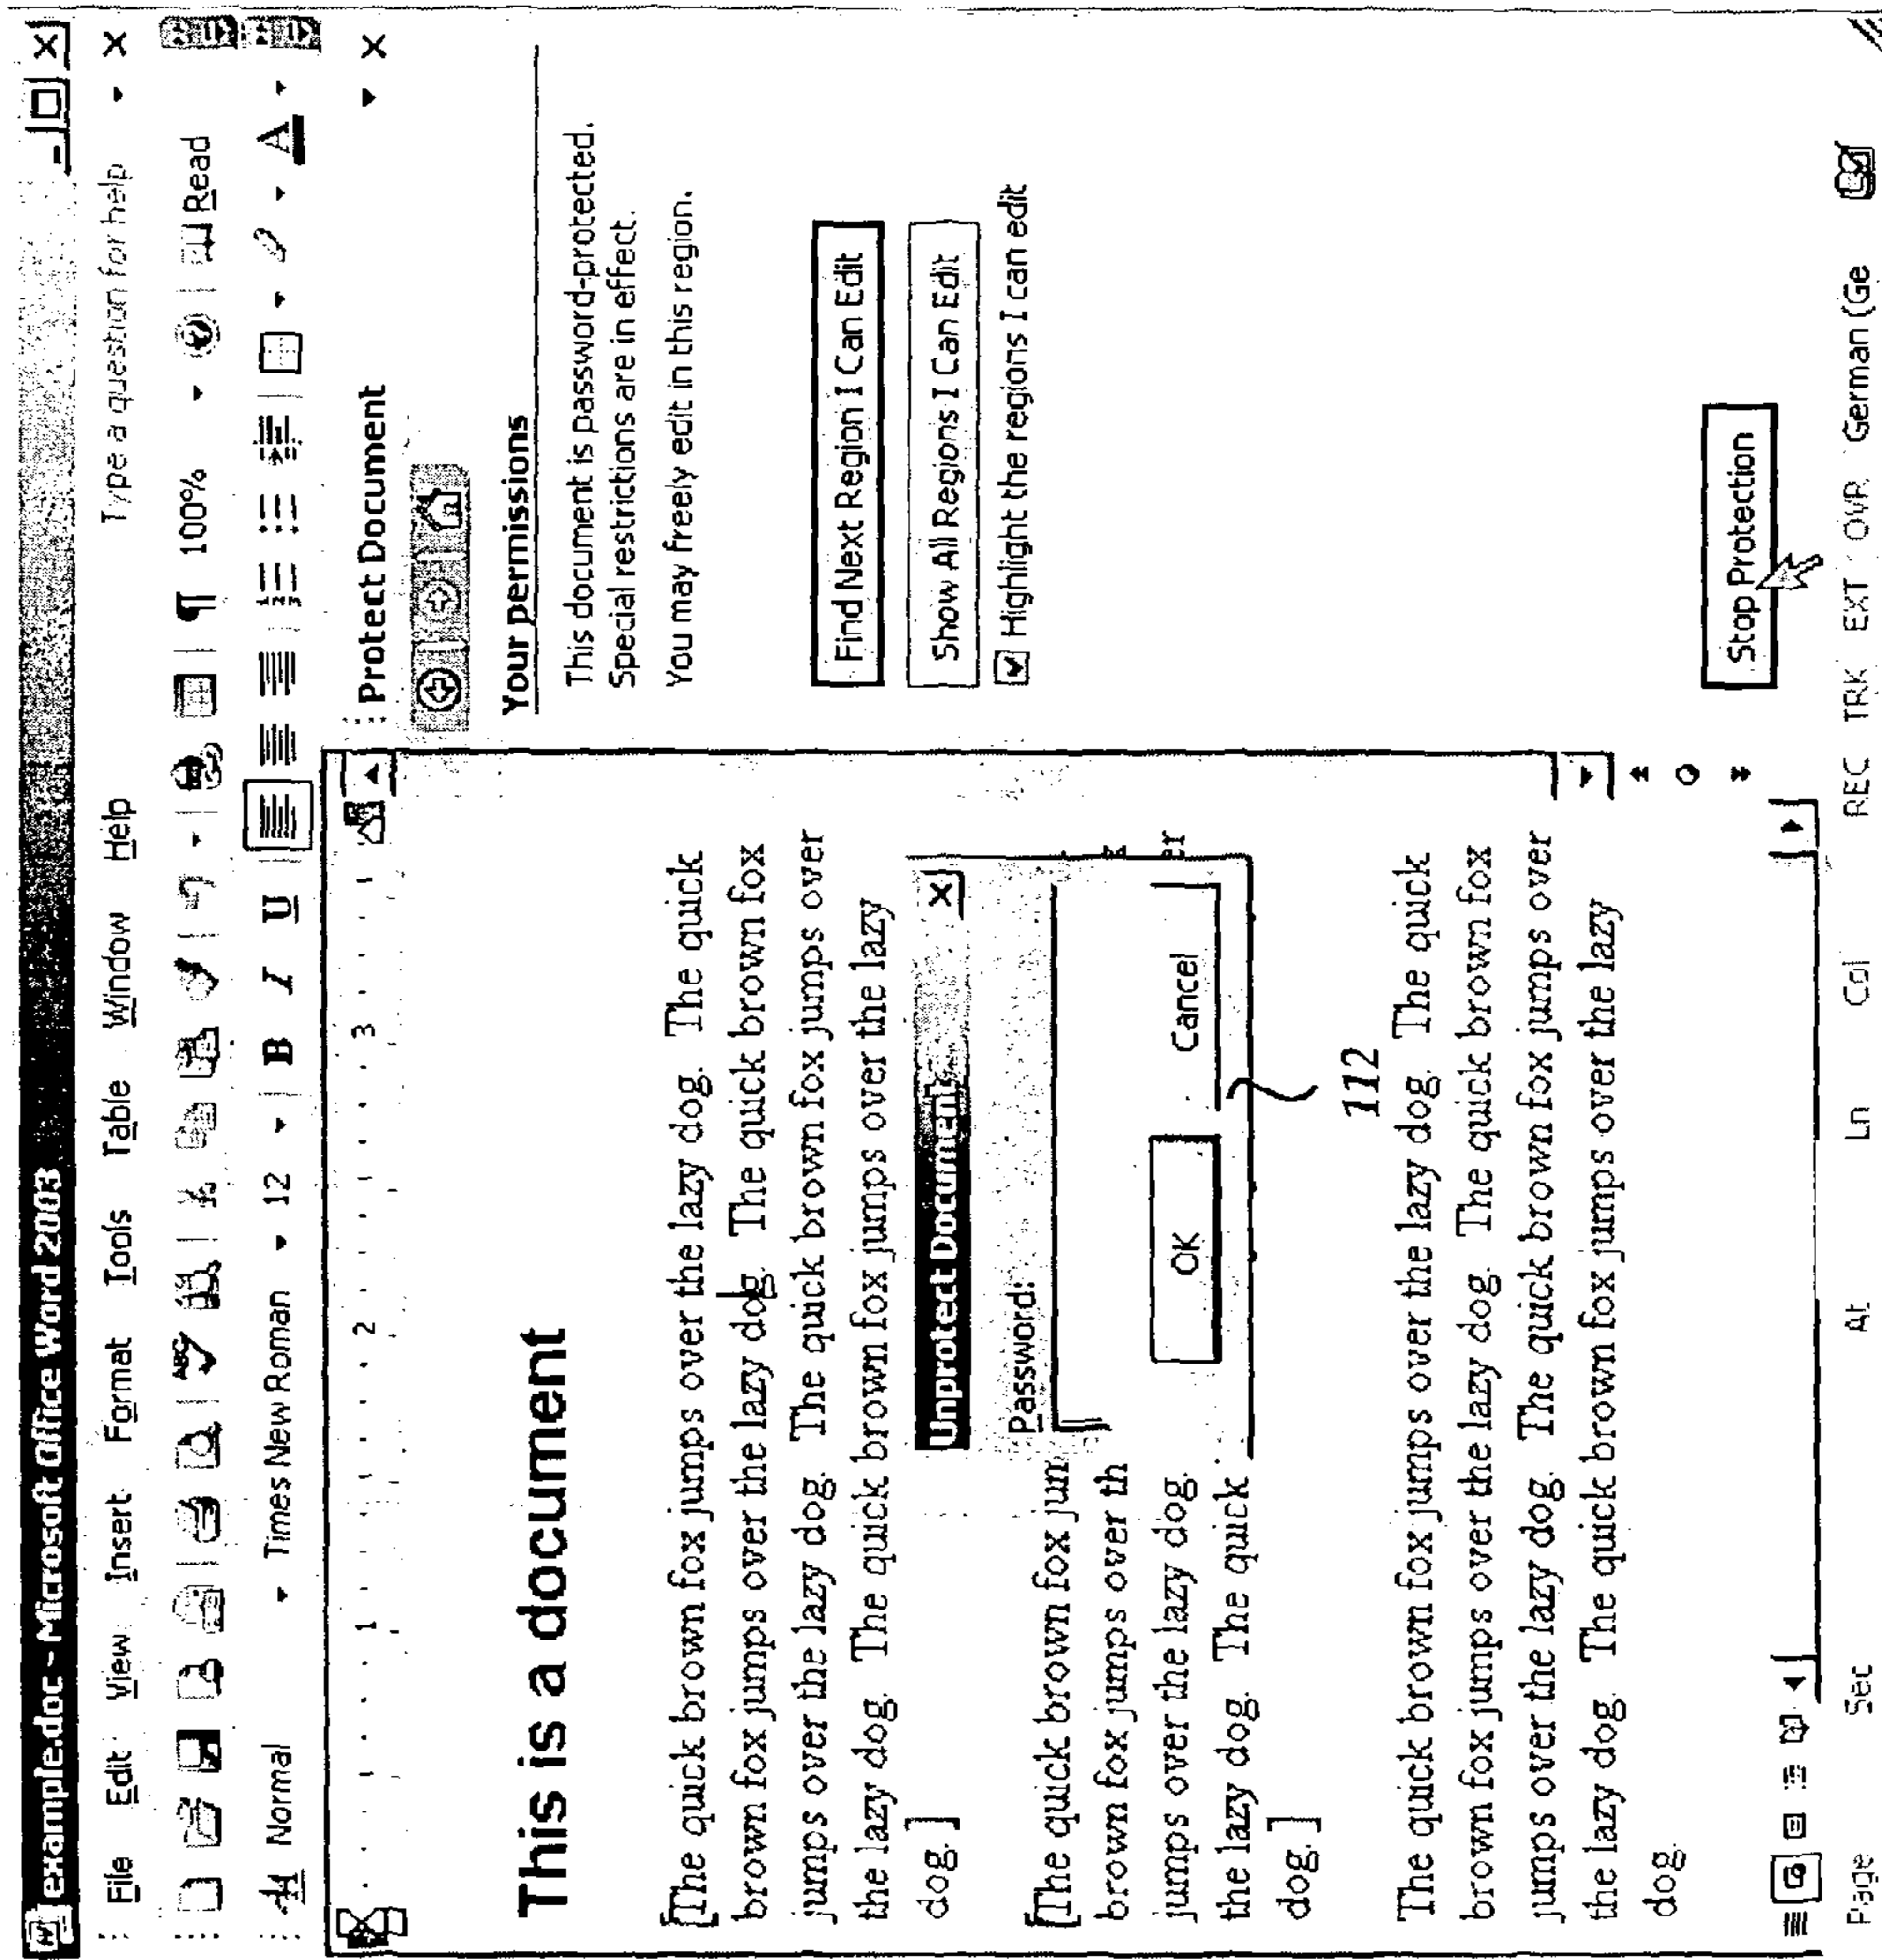 example.doc - Microsoft Office Word 2003
File Edit View Insert Format Tools Table Window Help Type a question for help
ABC ¶ 100% Read
Normal Times New Roman 12 B I U A
1 2 3
Protect Document
Your permissions
This document is password-protected.
Special restrictions are in effect.
You may freely edit in this region.
Find Next Region I Can Edit
Show All Regions I Can Edit
Highlight the regions I can edit
Stop Protection
This is a document
[The quick brown fox jumps over the lazy dog. The quick
brown fox jumps over the lazy dog. The quick brown fox
jumps over the lazy dog. The quick brown fox jumps over
the lazy dog. The quick brown fox jumps over the lazy
dog.]
[The quick brown fox jum
brown fox jumps over th
jumps over the lazy dog. er
the lazy dog. The quick
dog.]
Unprotect Document
Password:
OK Cancel
112
The quick brown fox jumps over the lazy dog. The quick
brown fox jumps over the lazy dog. The quick brown fox
jumps over the lazy dog. The quick brown fox jumps over
the lazy dog. The quick brown fox jumps over the lazy
dog.
Page Sec At Ln Col REC TRK EXT OVR German (Ge